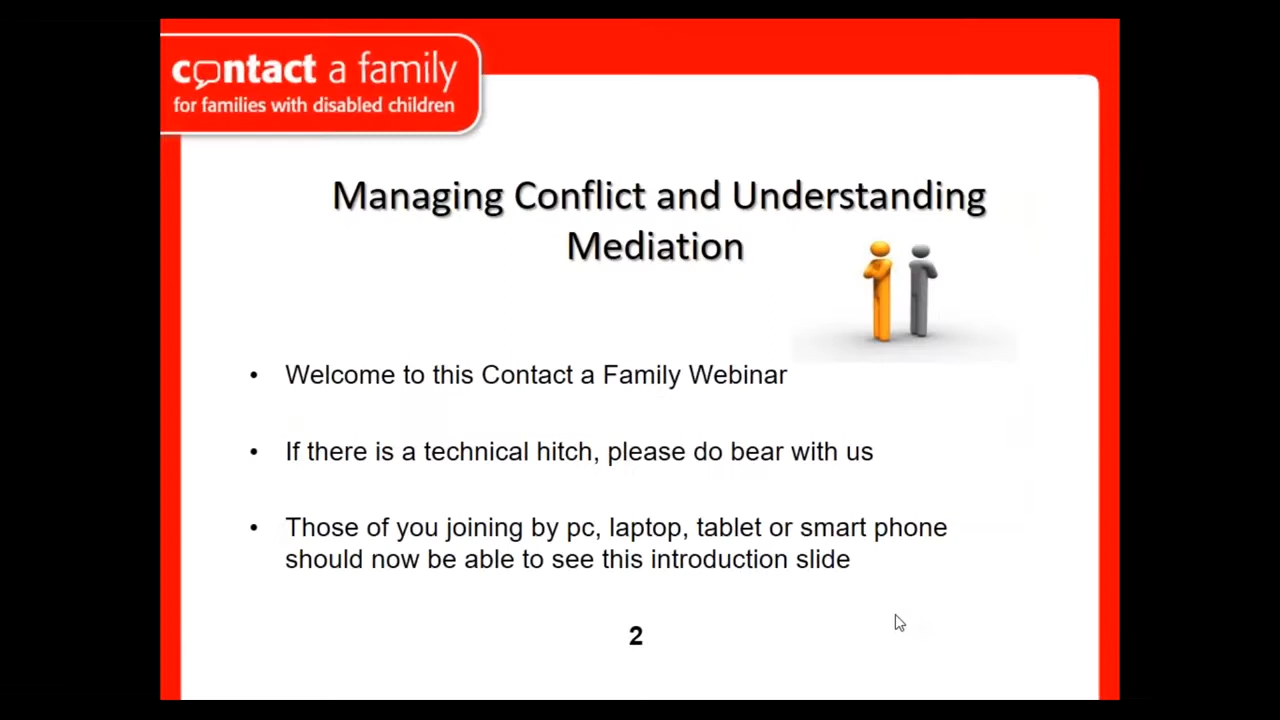 contact a family
for families with disabled children
Managing Conflict and Understanding
Mediation
• Welcome to this Contact a Family Webinar
• If there is a technical hitch, please do bear with us
• Those of you joining by pc, laptop, tablet or smart phone
should now be able to see this introduction slide
2